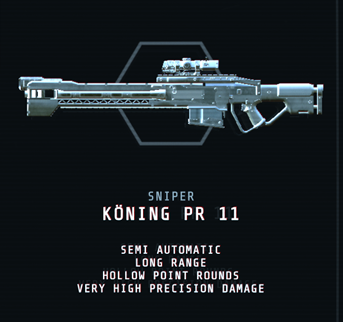 SNIPER
KÖNING PR 11
SEMI AUTOMATIC
LONG RANGE
HOLLOW POINT ROUNDS
VERY HIGH PRECISION DAMAGE